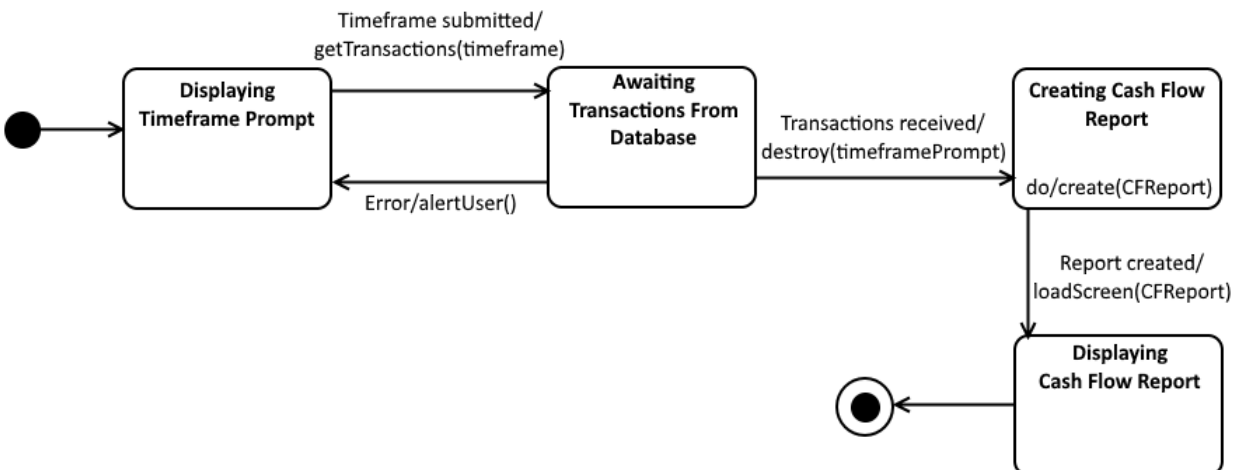 Timeframe submitted/
getTransactions(timeframe)
Displaying
Timeframe Prompt
Awaiting
Transactions From
Database
Error/alertUser()
Transactions received/
destroy(timeframePrompt)
Creating Cash Flow
Report
do/create(CFReport)
Report created/
loadScreen(CFReport)
Displaying
Cash Flow Report